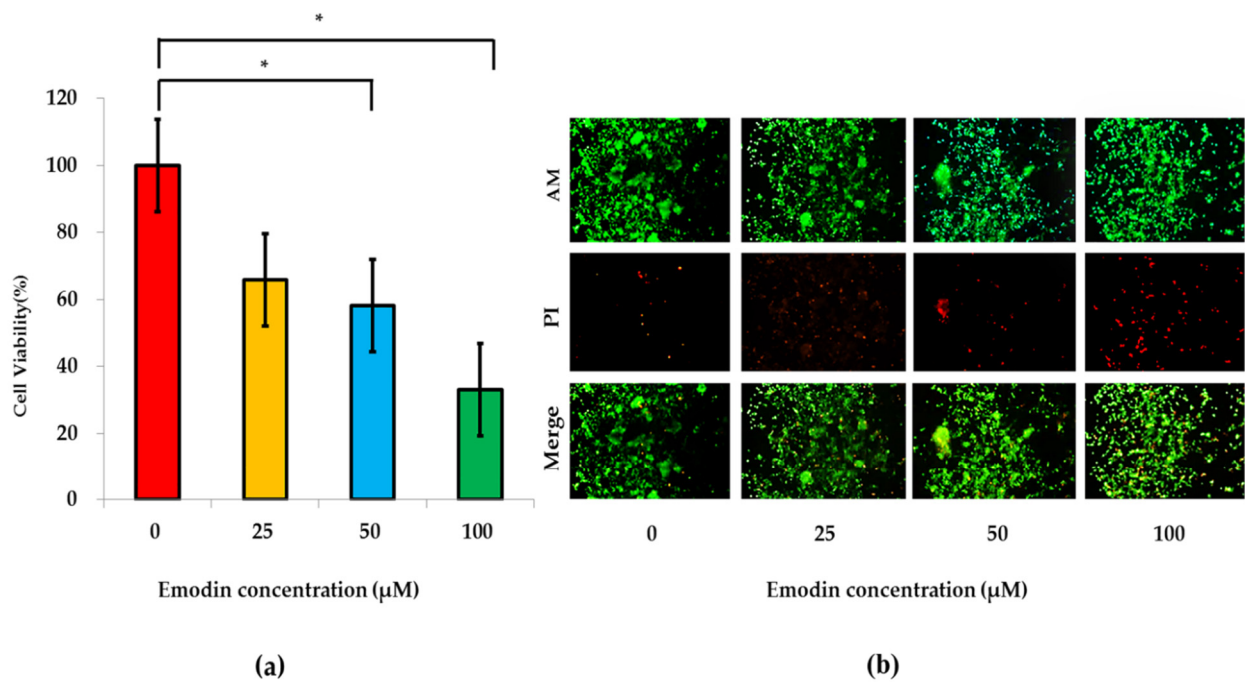 *
*
120
100
80
60
40
20
0
Cell Viability(%)
0 25 50 100
Emodin concentration (μM)
(a)
AM
PI
Merge
0 25 50 100
Emodin concentration (μM)
(b)